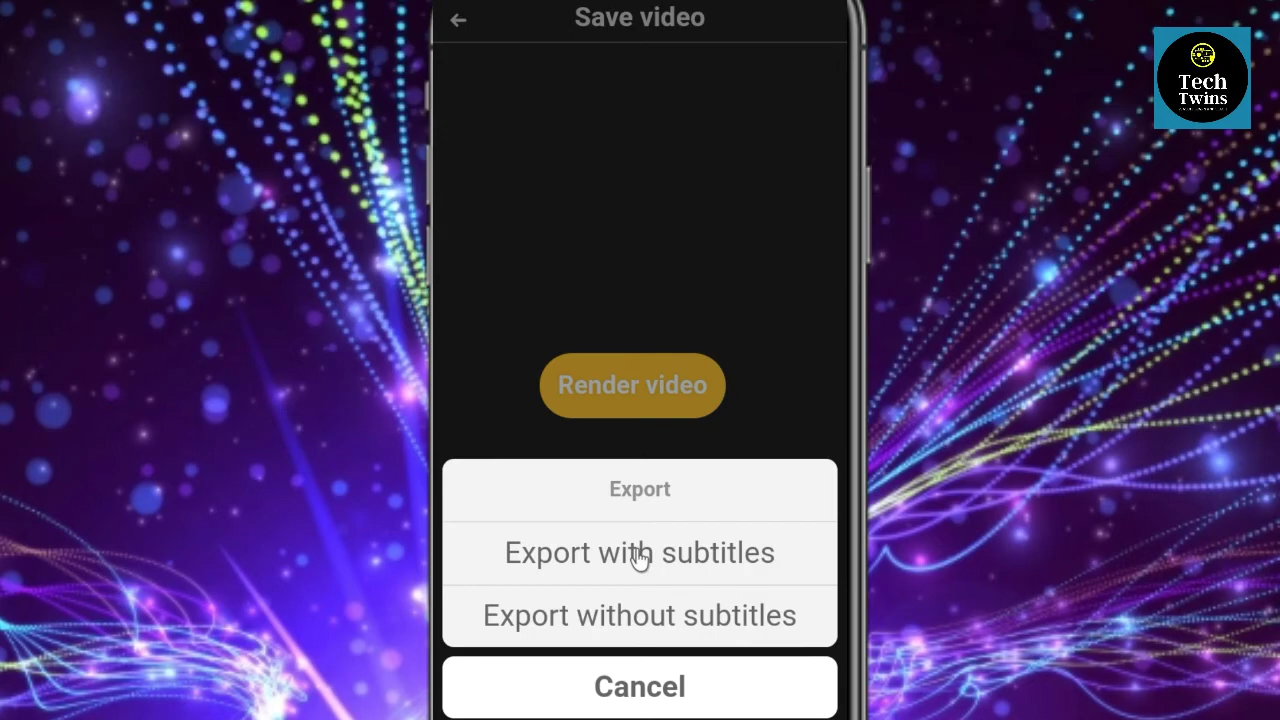 Save video
Tech
Twins
Render video
Export
Export with subtitles
Export without subtitles
Cancel